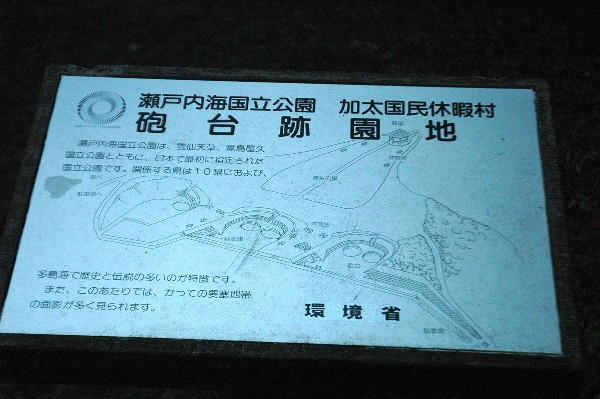 瀬戸内海国立公園 加太国民休暇村
砲台跡園地
瀬戸内海国立公園は、雲仙天草、霧島屋久
国立公園とともに、日本で最初に指定された
国立公園です。関係する県は10県におよび、
多島海で歴史と伝説の多いのが特徴です。
また、このあたりでは、かつての要塞地帯
の面影が多く見られます。
環境省